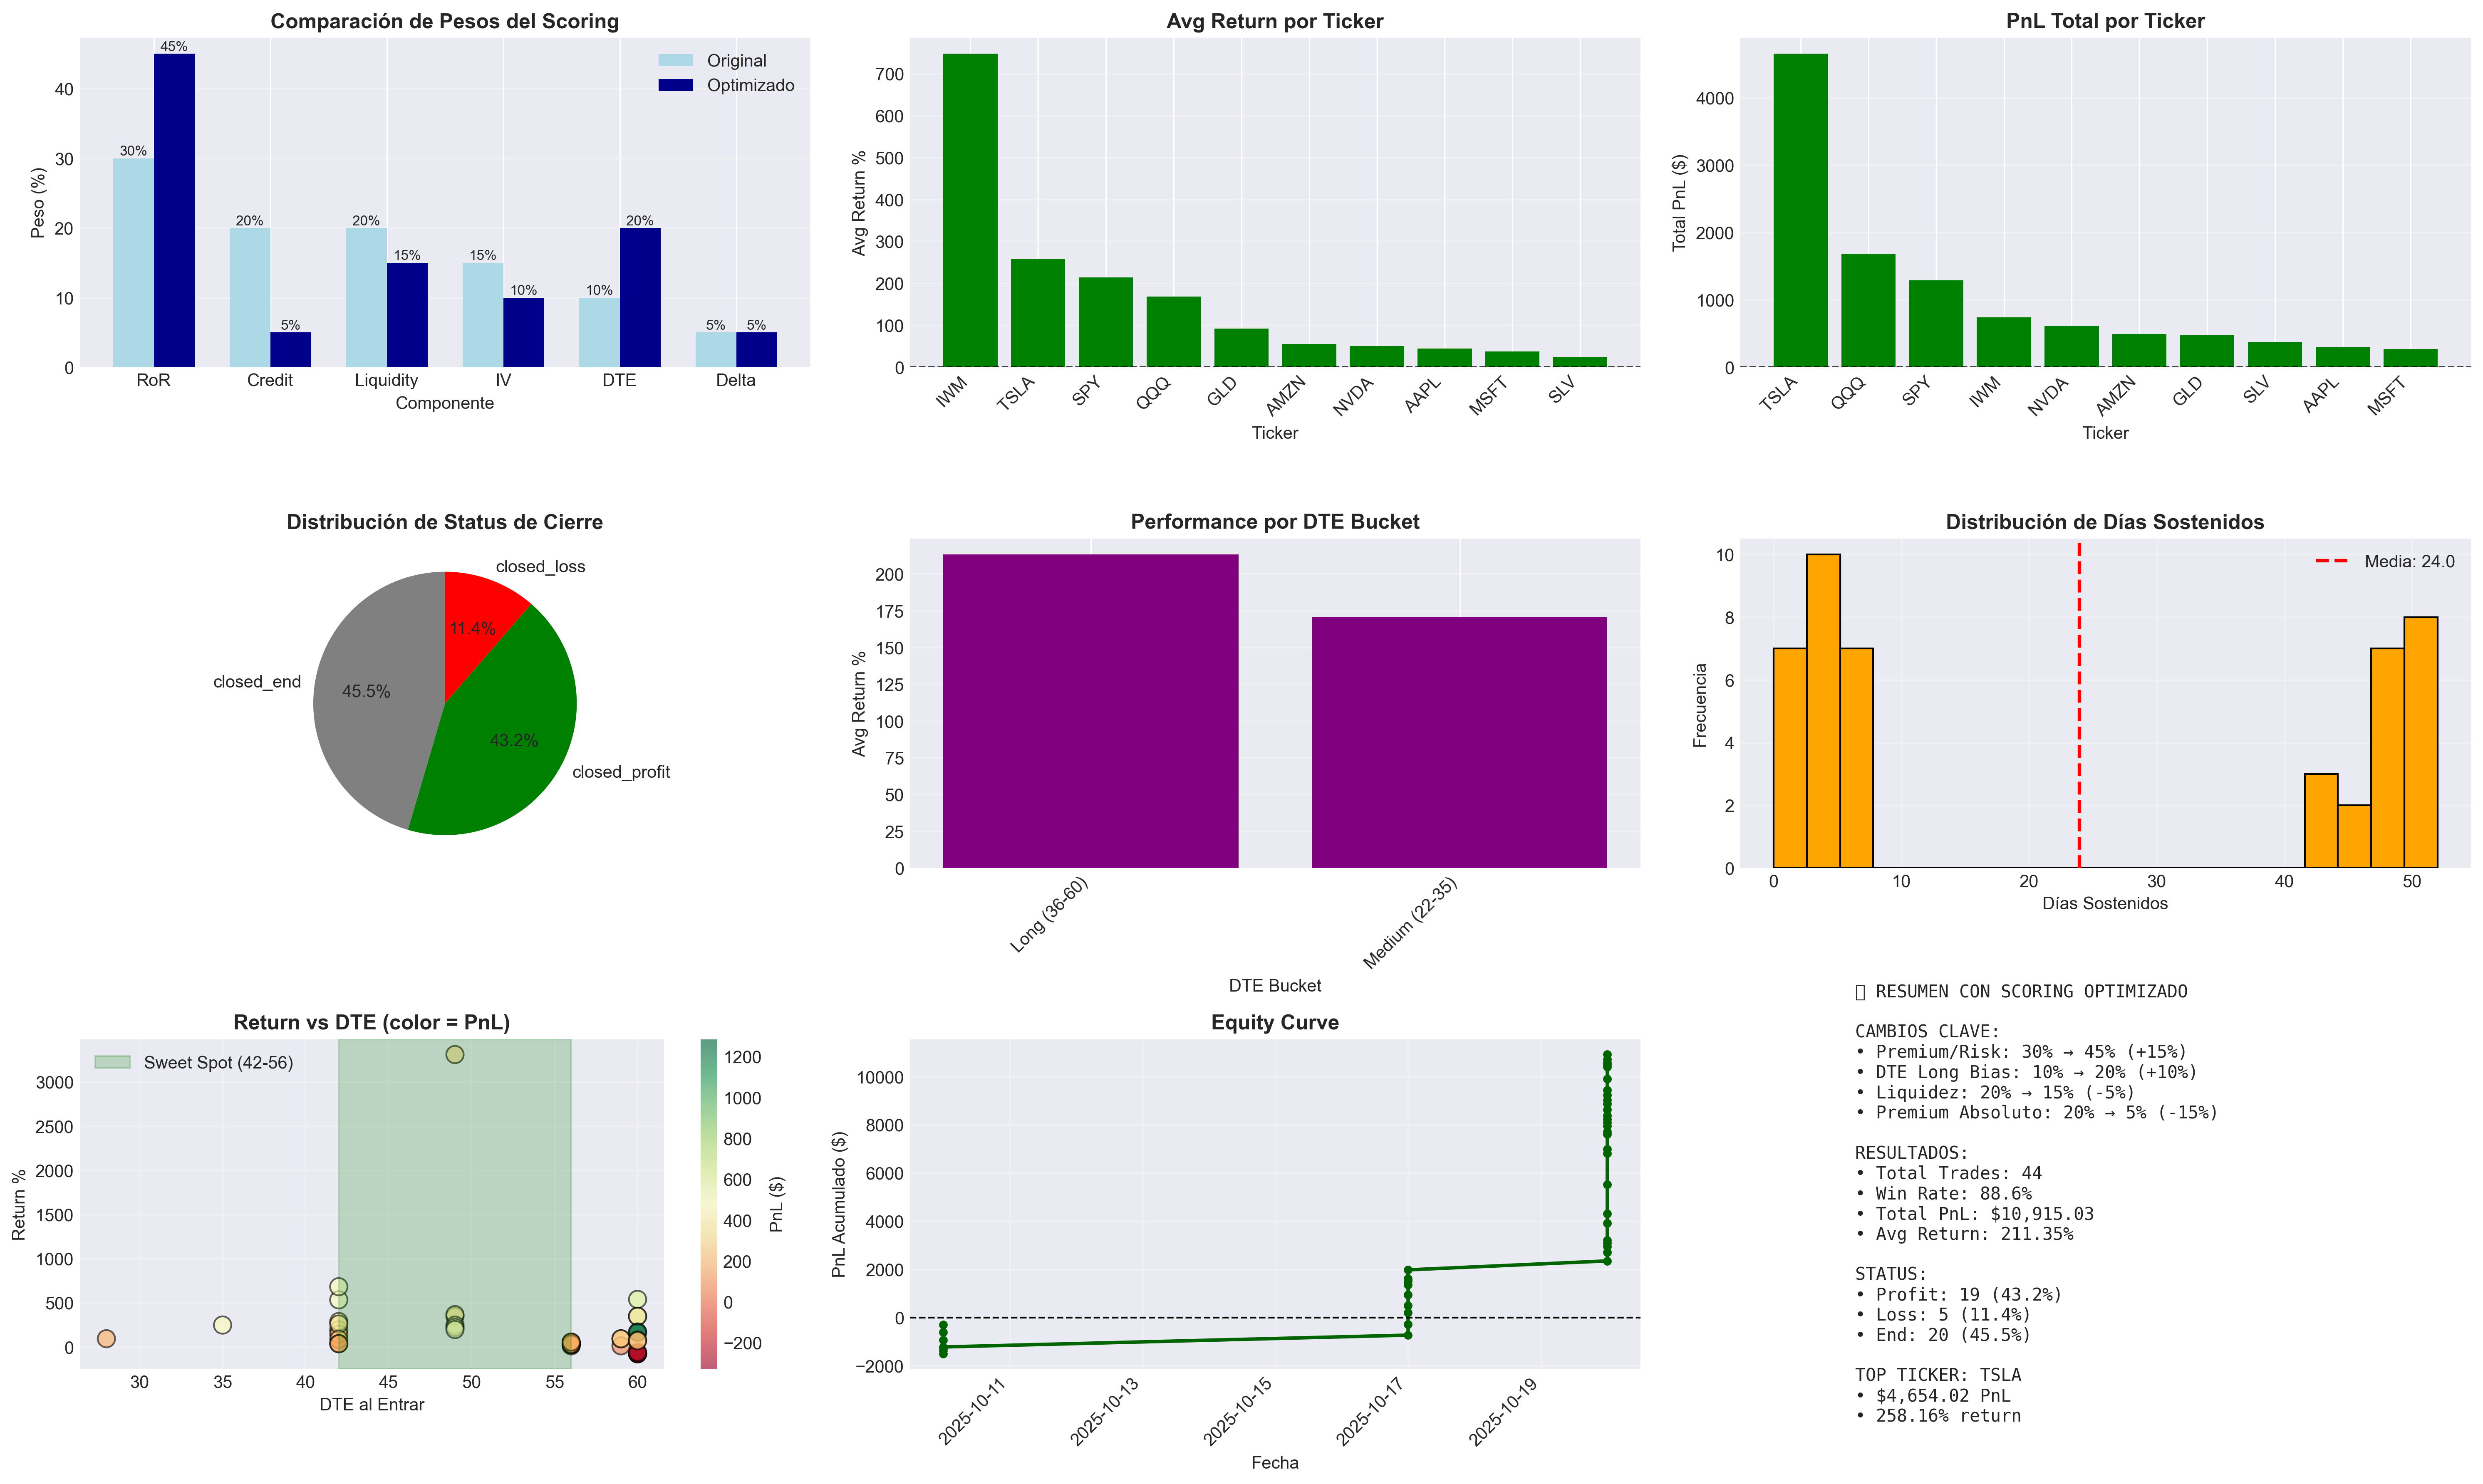 Comparación de Pesos del Scoring
Original
Optimizado
45%
30%
20%
5%
20%
15%
15%
10%
10%
20%
5%
5%
Peso (%)
40
30
20
10
0
RoR
Credit
Liquidity
IV
DTE
Delta
Componente
Avg Return por Ticker
Avg Return %
700
600
500
400
300
200
100
0
IWM
TSLA
SPY
QQQ
GLD
AMZN
NVDA
AAPL
MSFT
SLV
Ticker
PnL Total por Ticker
Total PnL ($)
4000
3000
2000
1000
0
TSLA
QQQ
SPY
IWM
NVDA
AMZN
GLD
SLV
AAPL
MSFT
Ticker
Distribución de Status de Cierre
closed_loss
11.4%
closed_end
45.5%
43.2%
closed_profit
Performance por DTE Bucket
Avg Return %
200
175
150
125
100
75
50
25
0
Long (36-60)
Medium (22-35)
DTE Bucket
Distribución de Días Sostenidos
Media: 24.0
Frecuencia
10
8
6
4
2
0
0
10
20
30
40
50
Días Sostenidos
Return vs DTE (color = PnL)
Sweet Spot (42-56)
Return %
3000
2500
2000
1500
1000
500
0
30
35
40
45
50
55
60
DTE al Entrar
1200
1000
800
600
400
200
0
−200
PnL ($)
Equity Curve
PnL Acumulado ($)
10000
8000
6000
4000
2000
0
−2000
2025-10-11
2025-10-13
2025-10-15
2025-10-17
2025-10-19
Fecha
RESUMEN CON SCORING OPTIMIZADO
CAMBIOS CLAVE:
• Premium/Risk: 30% → 45% (+15%)
• DTE Long Bias: 10% → 20% (+10%)
• Liquidez: 20% → 15% (-5%)
• Premium Absoluto: 20% → 5% (-15%)
RESULTADOS:
• Total Trades: 44
• Win Rate: 88.6%
• Total PnL: $10,915.03
• Avg Return: 211.35%
STATUS:
• Profit: 19 (43.2%)
• Loss: 5 (11.4%)
• End: 20 (45.5%)
TOP TICKER: TSLA
• $4,654.02 PnL
• 258.16% return